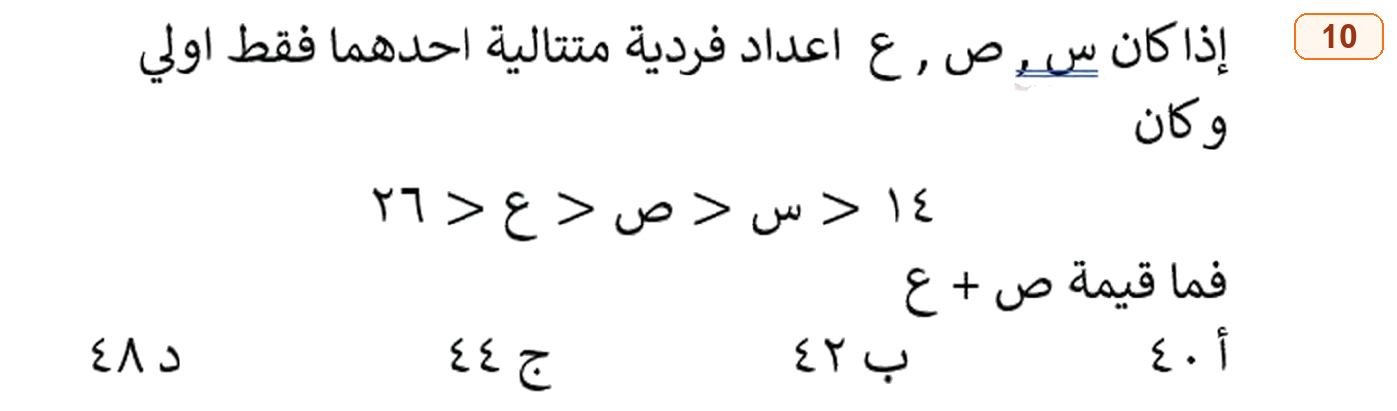 10
إذا كان س , ص , ع اعداد فردية متتالية احدهما فقط اولي
و كان
١٤ > س > ص > ع > ٢٦
فما قيمة ص + ع
أ ٤٠ ب ٤٢ ج ٤٤ د ٤٨